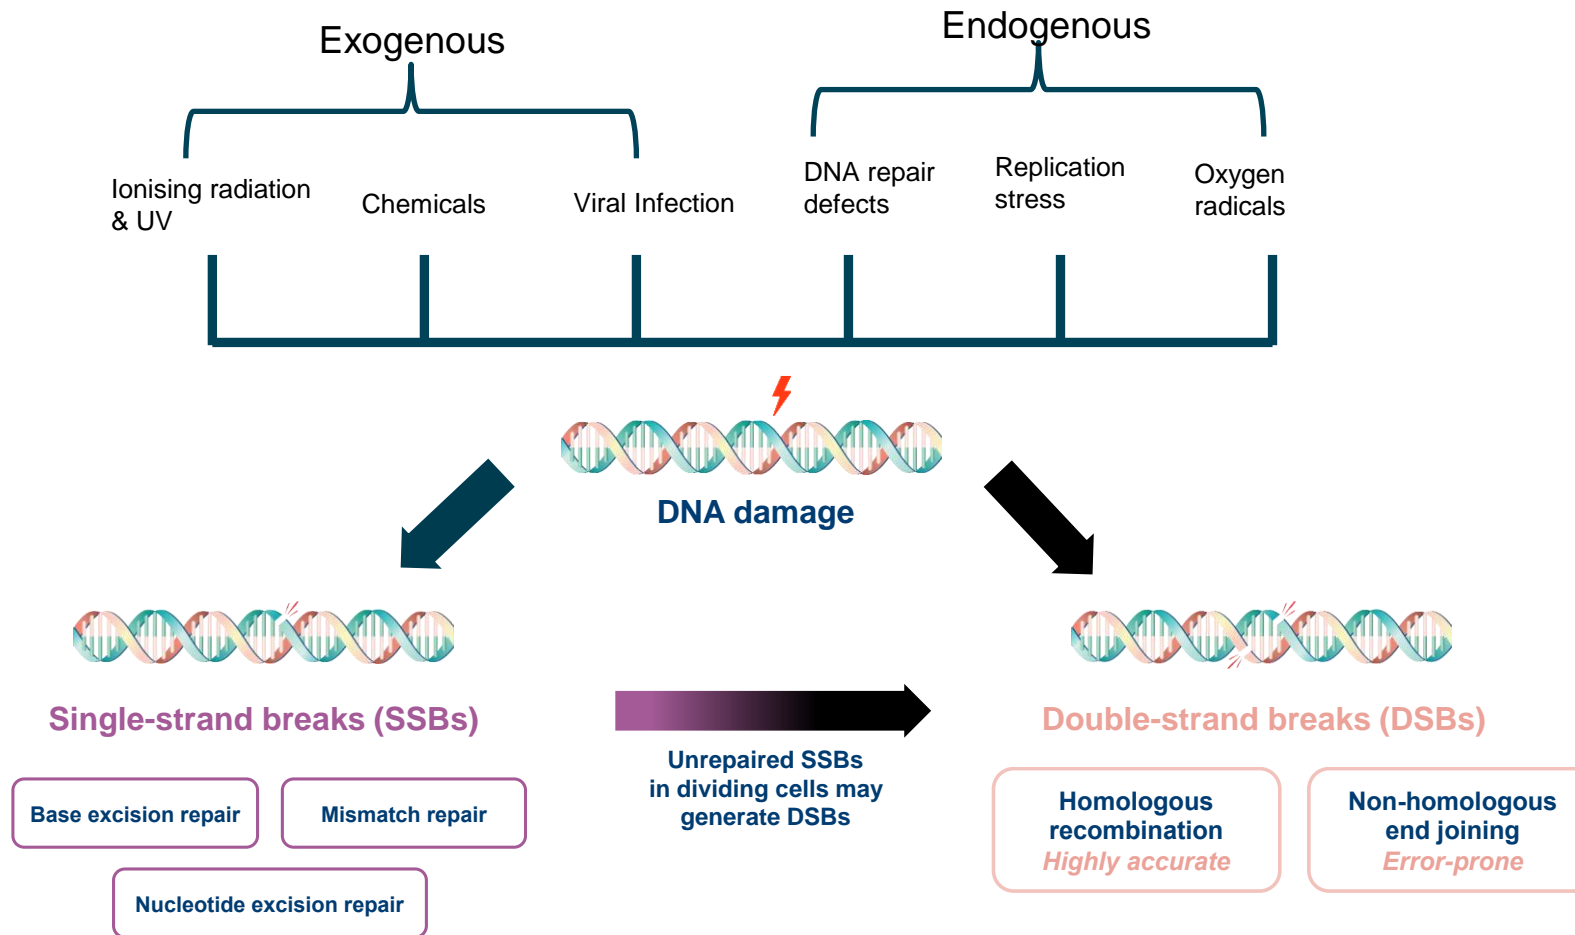 Exogenous
Endogenous
Ionising radiation
& UV
Chemicals
Viral Infection
DNA repair
defects
Replication
stress
Oxygen
radicals
DNA damage
Single-strand breaks (SSBs)
Double-strand breaks (DSBs)
Unrepaired SSBs
in dividing cells may
generate DSBs
Base excision repair
Mismatch repair
Nucleotide excision repair
Homologous
recombination
Highly accurate
Non-homologous
end joining
Error-prone